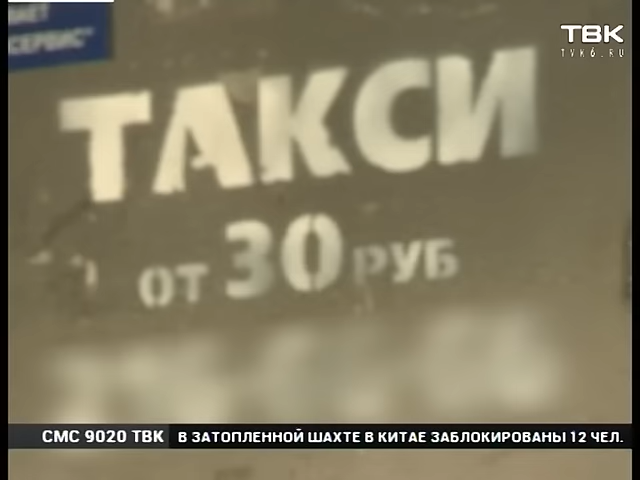 СЕРВИС"
ТВК
TVK6.RU
ТАКСИ
ОТ 30 РУБ
СМС 9020 ТВК В ЗАТОПЛЕННОЙ ШАХТЕ В КИТАЕ ЗАБЛОКИРОВАНЫ 12 ЧЕЛ.